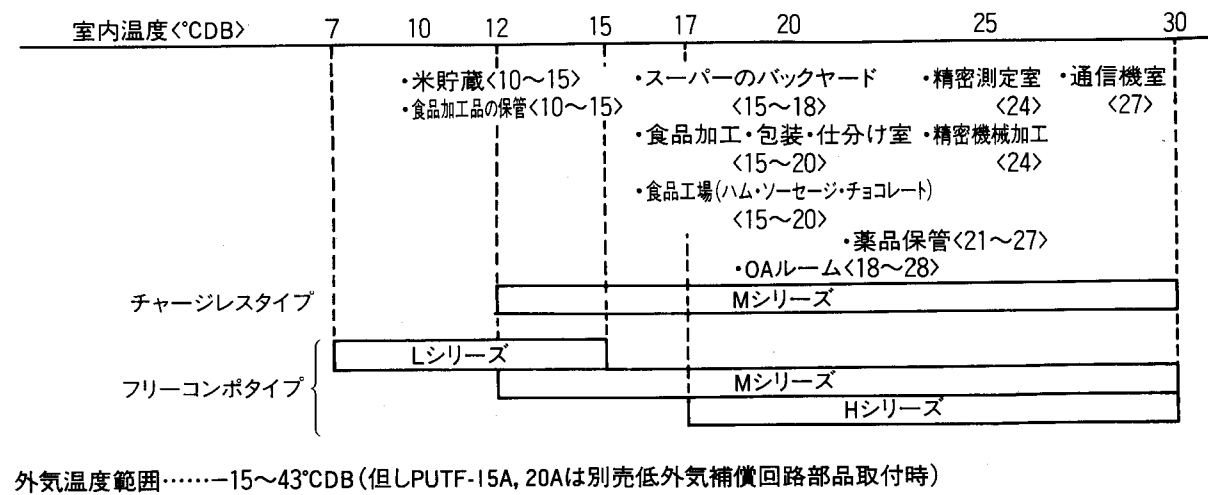 室内温度〈℃DB〉 7 10 12 15 17 20 25 30
・米貯蔵〈10～15〉 ・スーパーのバックヤード ・精密測定室 ・通信機室
・食品加工品の保管〈10～15〉 〈15～18〉 〈24〉 〈27〉
・食品加工・包装・仕分け室 ・精密機械加工
〈15～20〉 〈24〉
・食品工場(ハム・ソーセージ・チョコレート)
〈15～20〉
・薬品保管〈21～27〉
・OAルーム〈18～28〉
チャージレスタイプ Mシリーズ
Lシリーズ
フリーコンポタイプ Mシリーズ
Hシリーズ
外気温度範囲……−15～43℃DB(但しPUTF-15A, 20Aは別売低外気補償回路部品取付時)